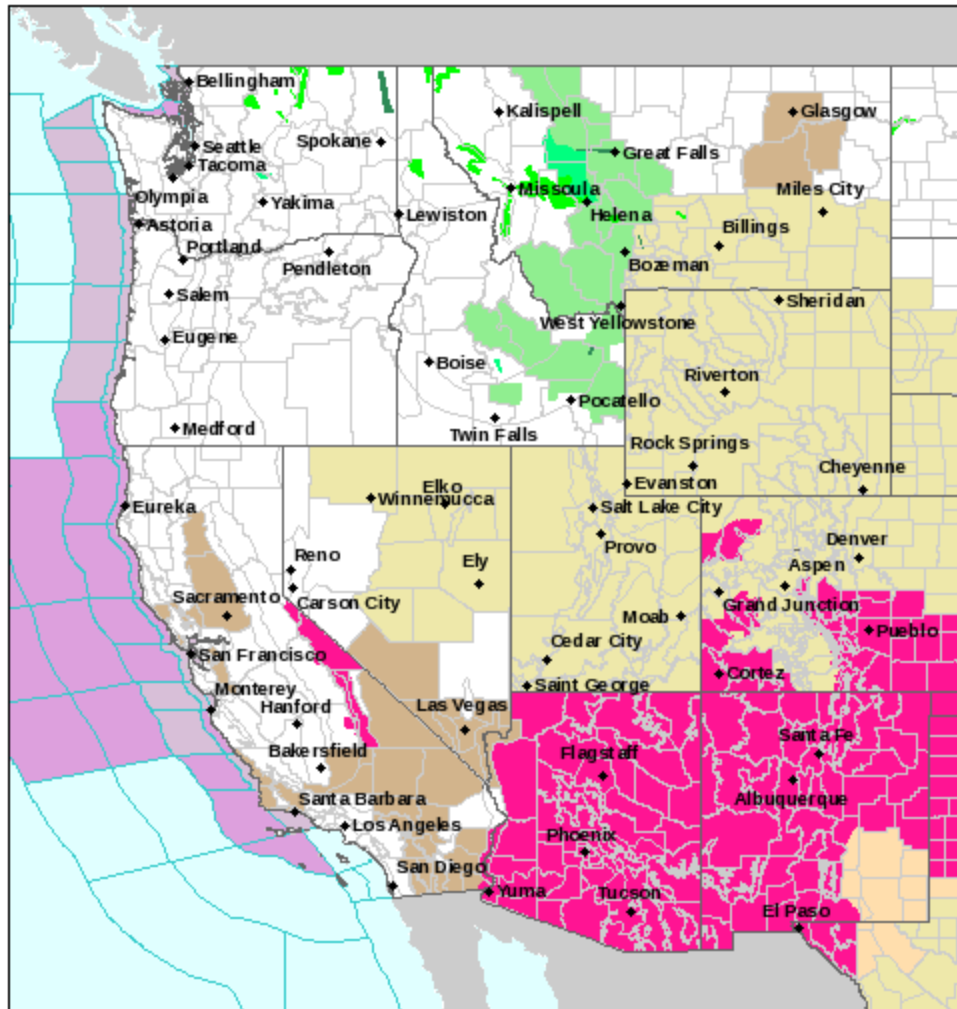 Bellingham
Kalispell
Glasgow
Spokane
Seattle
Great Falls
Tacoma
Missoula
Miles City
Olympia
Yakima
Lewiston
Helena
Astoria
Billings
Portland
Pendleton
Bozeman
Salem
Sheridan
West Yellowstone
Eugene
Boise
Riverton
Pocatello
Medford
Twin Falls
Rock Springs
Cheyenne
Evanston
Elko
Winnemucca
Eureka
Salt Lake City
Provo
Denver
Reno
Ely
Aspen
Sacramento
Carson City
Grand Junction
Moab
Pueblo
Cedar City
San Francisco
Cortez
Saint George
Monterey
Hanford
Las Vegas
Santa Fe
Bakersfield
Flagstaff
Albuquerque
Santa Barbara
Los Angeles
Phoenix
San Diego
Yuma
Tucson
El Paso